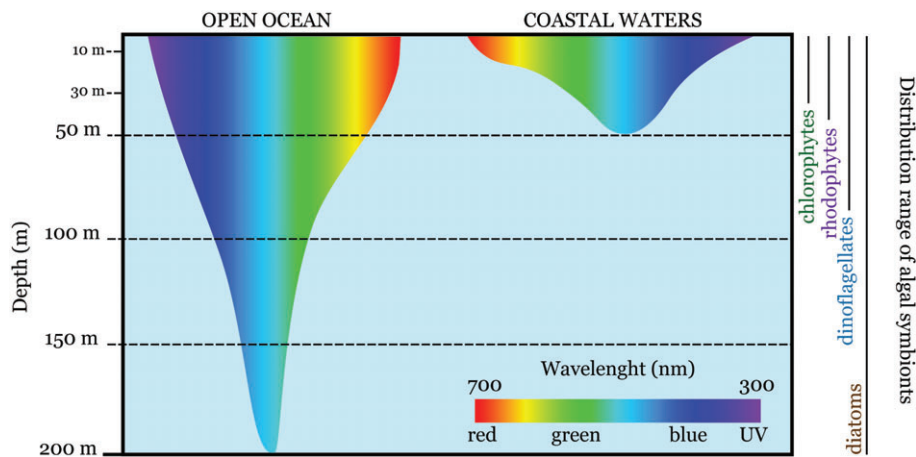 OPEN OCEAN
COASTAL WATERS
10 m
30 m
50 m
100 m
150 m
200 m
Depth (m)
Wavelenght (nm)
700
300
red
green
blue
UV
chlorophytes
rhodophytes
dinoflagellates
diatoms
Distribution range of algal symbionts